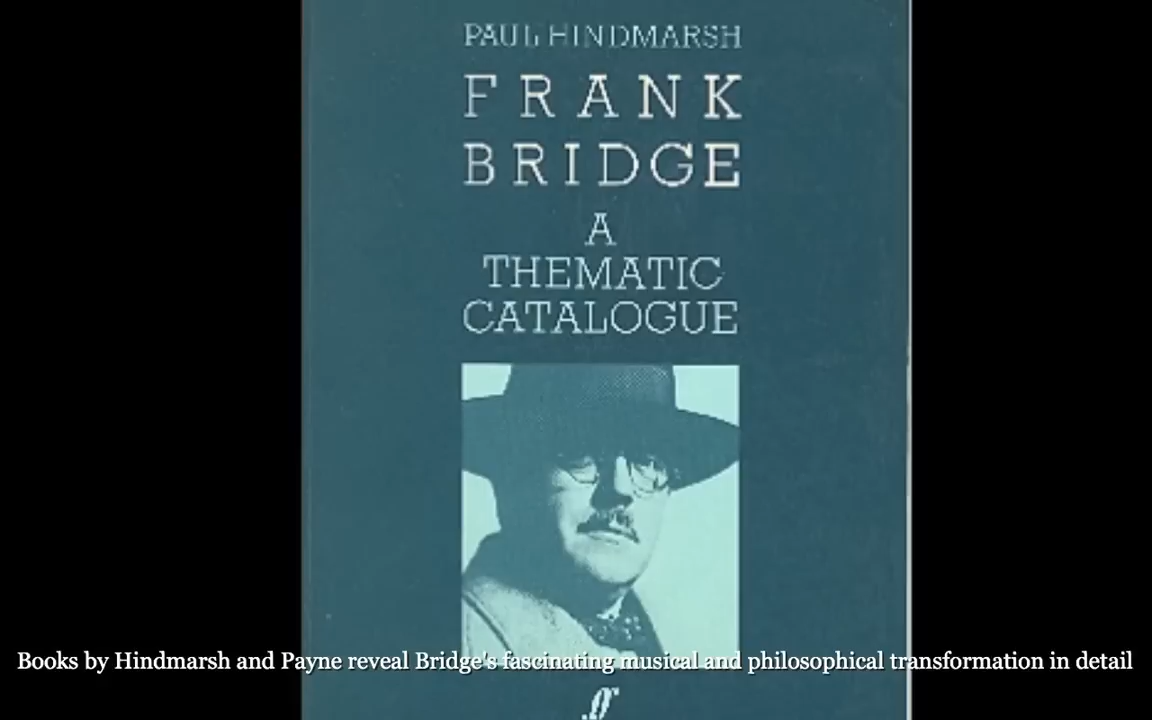 PAUL HINDMARSH
FRANK
BRIDGE
A
THEMATIC
CATALOGUE
Books by Hindmarsh and Payne reveal Bridge's fascinating musical and philosophical transformation in detail
ff